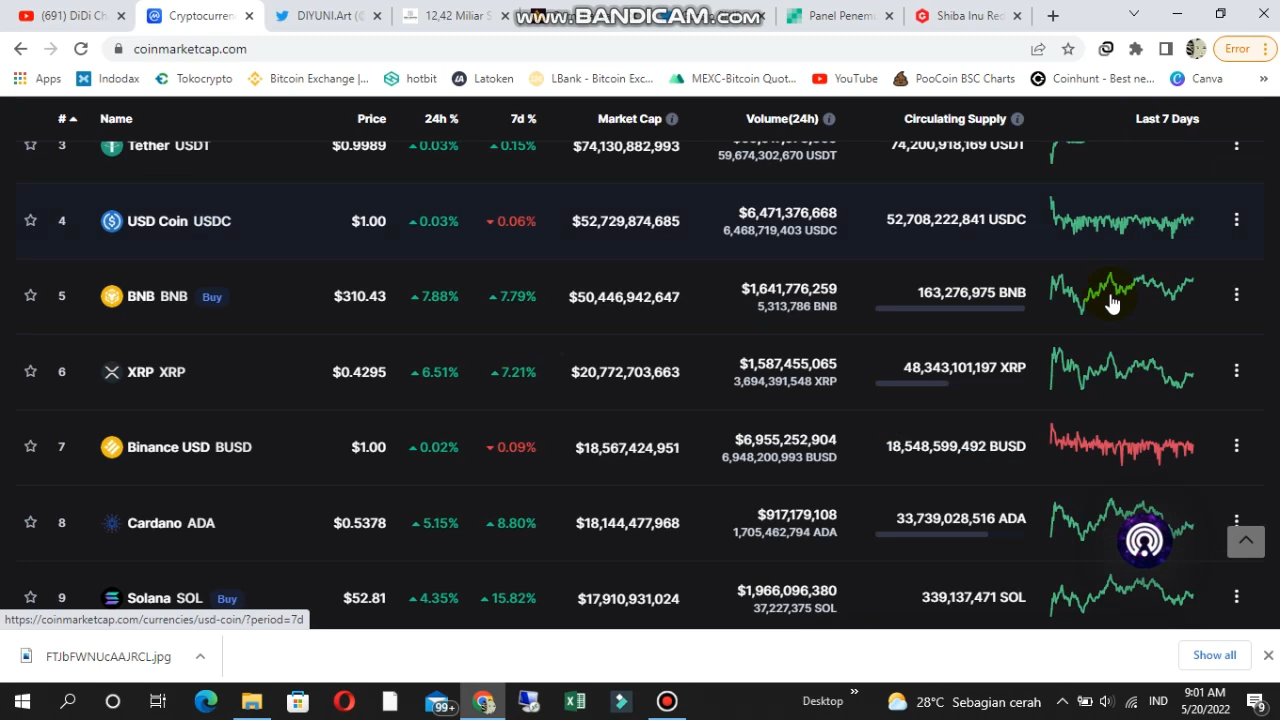 (691) DiDi C
Cryptocurren
DIYUNI.Art (
12,42 Miliar S
www.BANDICAM.com
Panel Penem
Shiba Inu Red
coinmarketcap.com
Error
Apps
Indodax
Tokocrypto
Bitcoin Exchange |...
hotbit
Latoken
LBank - Bitcoin Exc...
MEXC-Bitcoin Quot...
YouTube
PooCoin BSC Charts
Coinhunt - Best ne...
Canva
»
# Name Price 24h % 7d % Market Cap Volume(24h) Circulating Supply Last 7 Days
3 Tether USDT $0.9989 0.03% 0.15% $74,130,882,993 74,200,918,169 USDT
59,674,302,670 USDT
4 USD Coin USDC $1.00 0.03% 0.06% $52,729,874,685 $6,471,376,668 52,708,222,841 USDC
6,468,719,403 USDC
5 BNB BNB Buy $310.43 7.88% 7.79% $50,446,942,647 $1,641,776,259 163,276,975 BNB
5,313,786 BNB
6 XRP XRP $0.4295 6.51% 7.21% $20,772,703,663 $1,587,455,065 48,343,101,197 XRP
3,694,391,548 XRP
7 Binance USD BUSD $1.00 0.02% 0.09% $18,567,424,951 $6,955,252,904 18,548,599,492 BUSD
6,948,200,993 BUSD
8 Cardano ADA $0.5378 5.15% 8.80% $18,144,477,968 $917,179,108 33,739,028,516 ADA
1,705,462,794 ADA
9 Solana SOL Buy $52.81 4.35% 15.82% $17,910,931,024 $1,966,096,380 339,137,471 SOL
37,227,375 SOL
https://coinmarketcap.com/currencies/usd-coin/?period=7d
FTJbFWNUcAAJRCL.jpg
Show all
99+
Desktop
»
28°C Sebagian cerah
IND
9:01 AM
5/20/2022
9